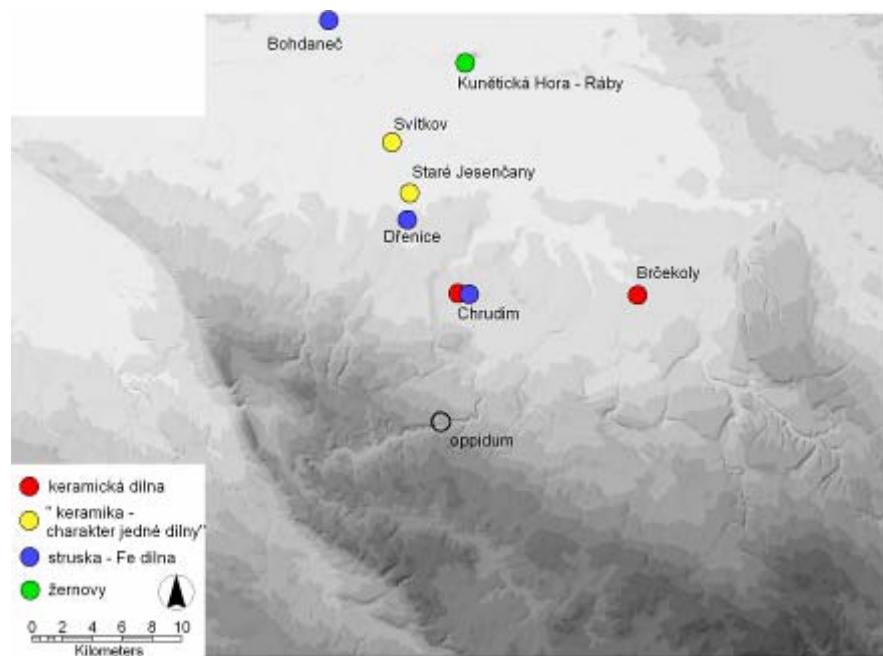 Bohdaneč
Kunětická Hora - Ráby
Svítkov
Staré Jesenčany
Dřenice
Brčekoly
Chrudim
oppidum
keramická dílna
" keramika -
charakter jedné dílny"
struska - Fe dílna
žernovy
0 2 4 6 8 10
Kilometers